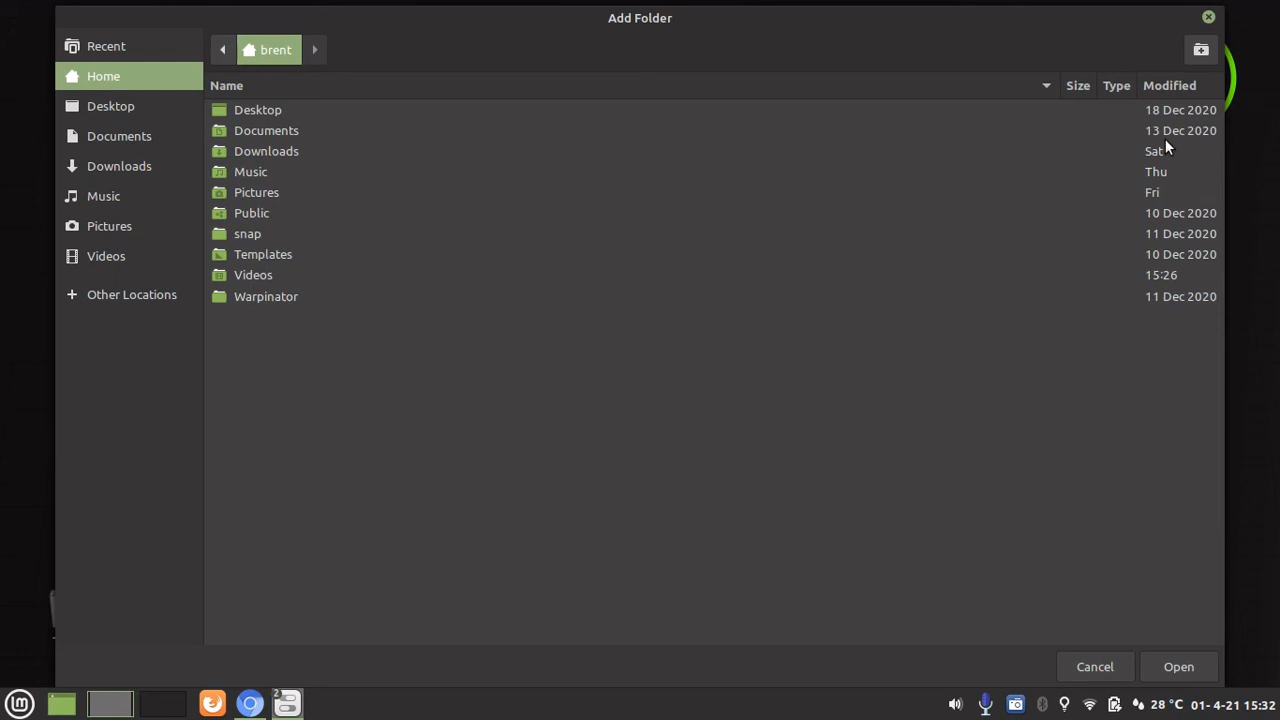 Add Folder
Recent
Home
Desktop
Documents
Downloads
Music
Pictures
Videos
Other Locations
brent
Name Size Type Modified
Desktop 18 Dec 2020
Documents 13 Dec 2020
Downloads Sat
Music Thu
Pictures Fri
Public 10 Dec 2020
snap 11 Dec 2020
Templates 10 Dec 2020
Videos 15:26
Warpinator 11 Dec 2020
Cancel Open
2
28 °C 01- 4-21 15:32